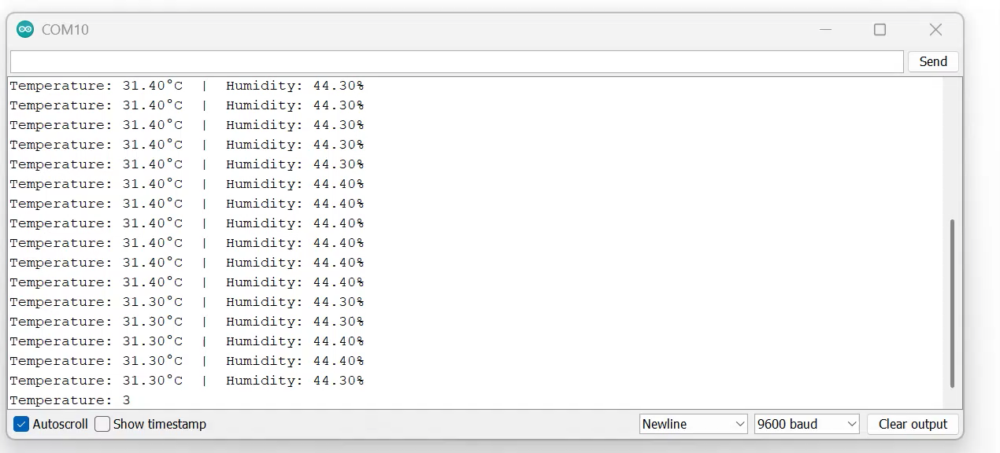 COM10
Send
Temperature: 31.40°C  |  Humidity: 44.30%
Temperature: 31.40°C  |  Humidity: 44.30%
Temperature: 31.40°C  |  Humidity: 44.30%
Temperature: 31.40°C  |  Humidity: 44.30%
Temperature: 31.40°C  |  Humidity: 44.30%
Temperature: 31.40°C  |  Humidity: 44.40%
Temperature: 31.40°C  |  Humidity: 44.40%
Temperature: 31.40°C  |  Humidity: 44.40%
Temperature: 31.40°C  |  Humidity: 44.40%
Temperature: 31.40°C  |  Humidity: 44.40%
Temperature: 31.40°C  |  Humidity: 44.40%
Temperature: 31.30°C  |  Humidity: 44.30%
Temperature: 31.30°C  |  Humidity: 44.30%
Temperature: 31.30°C  |  Humidity: 44.40%
Temperature: 31.30°C  |  Humidity: 44.40%
Temperature: 31.30°C  |  Humidity: 44.30%
Temperature: 3
Autoscroll Show timestamp Newline 9600 baud Clear output